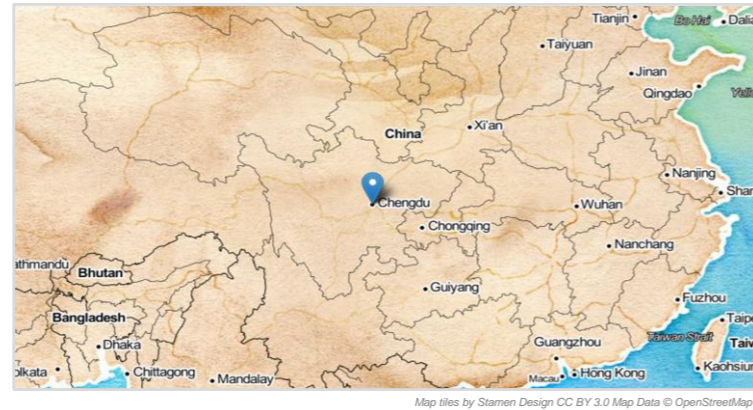 Tianjin
Bo Hai
Dali
Taiyuan
Jinan
Qingdao
Yell
China
Xi'an
Nanjing
Shar
Chengdu
Wuhan
Chongqing
Nanchang
athmandu
Bhutan
Guiyang
Fuzhou
Bangladesh
Taipe
Taiwan Strait
Taiv
Dhaka
Guangzhou
olkata
Chittagong
Mandalay
Macau
Hong Kong
Kaohsiur
Map tiles by Stamen Design CC BY 3.0 Map Data © OpenStreetMap